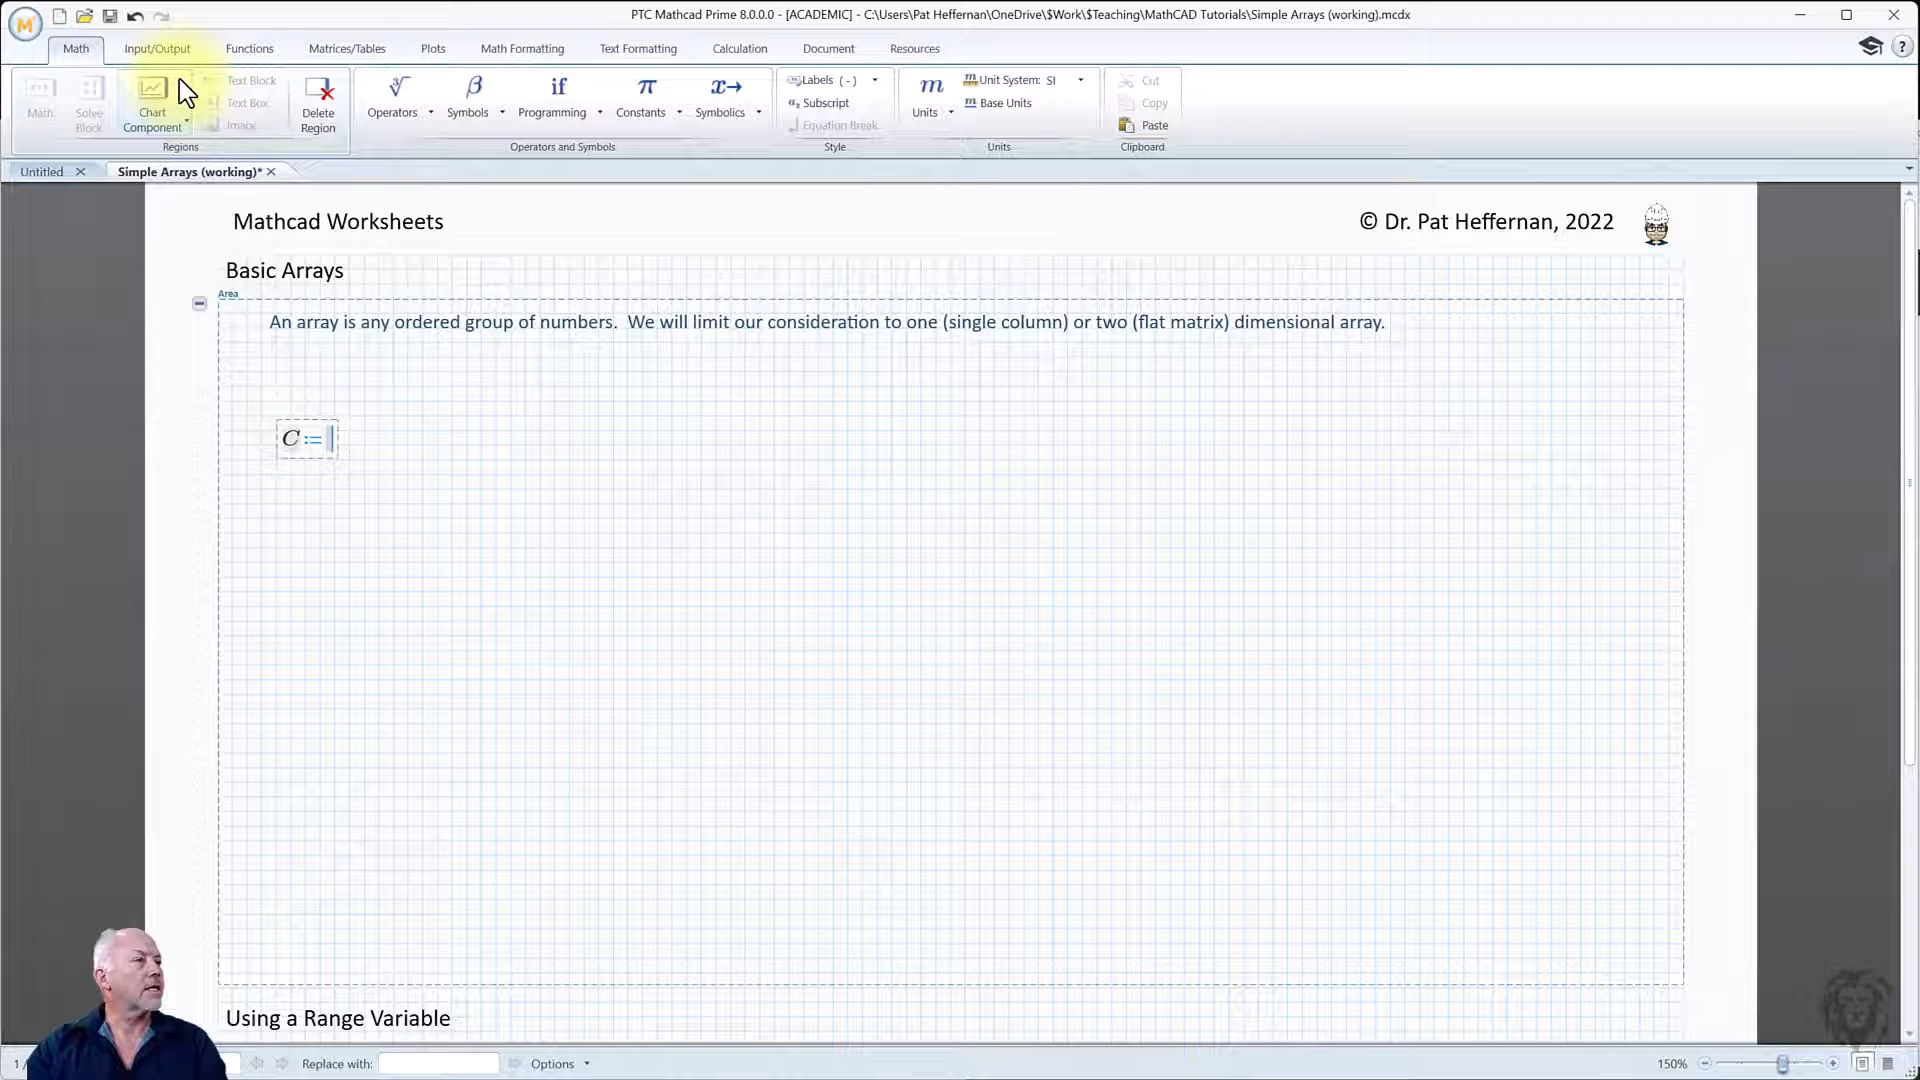 PTC Mathcad Prime 8.0.0.0 - [ACADEMIC] - C:\Users\Pat Heffernan\OneDrive\$Work\$Teaching\MathCAD Tutorials\Simple Arrays (working).mcdx
Math Input/Output Functions Matrices/Tables Plots Math Formatting Text Formatting Calculation Document Resources
Math
Solve Block
Chart Component
Text Block
Text Box
Image
Delete Region
Regions
Operators
Symbols
Programming
Constants
Symbolics
Operators and Symbols
Labels ( - )
Subscript
Equation Break
Style
Units
Unit System: SI
Base Units
Units
Cut
Copy
Paste
Clipboard
Untitled
Simple Arrays (working)*
Mathcad Worksheets
© Dr. Pat Heffernan, 2022
Basic Arrays
Area
An array is any ordered group of numbers. We will limit our consideration to one (single column) or two (flat matrix) dimensional array.
C :=
Using a Range Variable
1 /
Replace with:
Options
150%